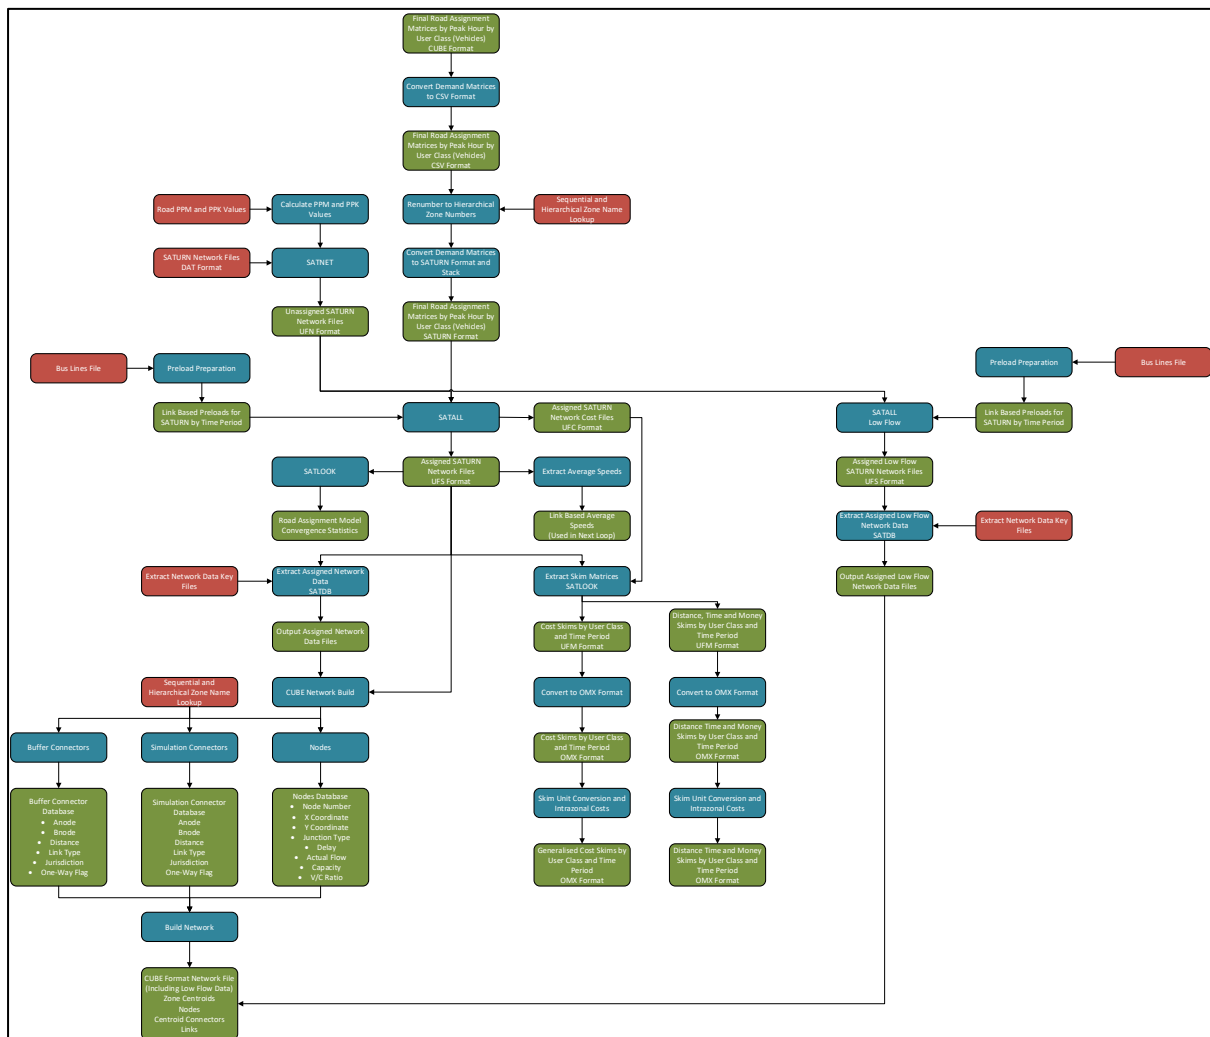 Final Road Assignment
Matrices by Peak Hour by
User Class (Vehicles)
CUBE Format
Convert Demand Matrices
to CSV Format
Final Road Assignment
Matrices by Peak Hour by
User Class (Vehicles)
CSV Format
Road PPM and PPK Values
Calculate PPM and PPK
Values
Renumber to Hierarchical
Zone Numbers
Sequential and
Hierarchical Zone Name
Lookup
SATURN Network Files
DAT Format
SATNET
Convert Demand Matrices
to SATURN Format and
Stack
Unassigned SATURN
Network Files
UFN Format
Final Road Assignment
Matrices by Peak Hour by
User Class (Vehicles)
SATURN Format
Bus Lines File
Preload Preparation
Preload Preparation
Bus Lines File
Link Based Preloads for
SATURN by Time Period
SATALL
Assigned SATURN
Network Cost Files
UFC Format
SATALL
Low Flow
Link Based Preloads for
SATURN by Time Period
SATLOOK
Assigned SATURN
Network Files
UFS Format
Extract Average Speeds
Assigned Low Flow
SATURN Network Files
UFS Format
Road Assignment Model
Convergence Statistics
Link Based Average
Speeds
(Used in Next Loop)
Extract Assigned Low Flow
Network Data
SATDB
Extract Network Data Key
Files
Extract Network Data Key
Files
Extract Assigned Network
Data
SATDB
Extract Skim Matrices
SATLOOK
Output Assigned Low Flow
Network Data Files
Output Assigned Network
Data Files
Cost Skims by User Class
and Time Period
UFM Format
Distance, Time and Money
Skims by User Class and
Time Period
UFM Format
Sequential and
Hierarchical Zone Name
Lookup
CUBE Network Build
Convert to OMX Format
Convert to OMX Format
Buffer Connectors
Simulation Connectors
Nodes
Cost Skims by User Class
and Time Period
OMX Format
Distance Time and Money
Skims by User Class and
Time Period
OMX Format
Buffer Connector
Database
• Anode
• Bnode
• Distance
• Link Type
• Jurisdiction
• One-Way Flag
Simulation Connector
Database
Anode
Bnode
Distance
Link Type
Jurisdiction
One-Way Flag
Nodes Database
• Node Number
• X Coordinate
• Y Coordinate
• Junction Type
• Delay
• Actual Flow
• Capacity
• V/C Ratio
Skim Unit Conversion and
Intrazonal Costs
Skim Unit Conversion and
Intrazonal Costs
Generalised Cost Skims by
User Class and Time
Period
OMX Format
Distance Time and Money
Skims by User Class and
Time Period
OMX Format
Build Network
CUBE Format Network File
(Including Low Flow Data)
Zone Centroids
Nodes
Centroid Connectors
Links